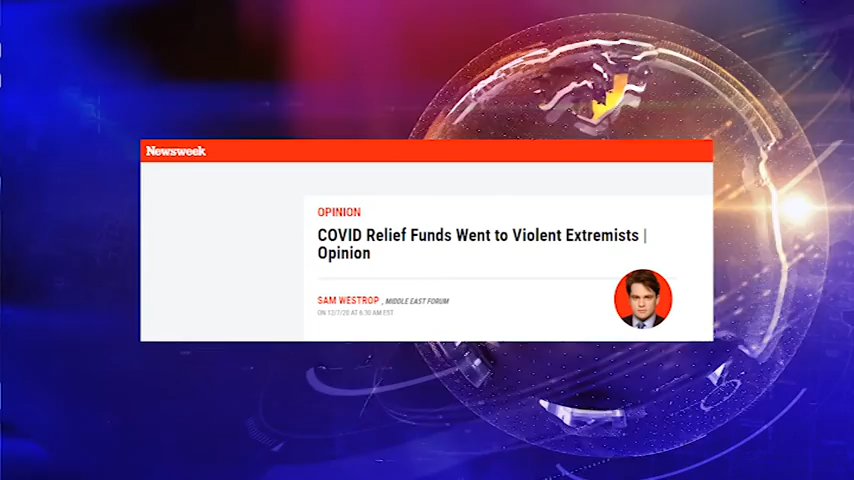 Newsweek
OPINION
COVID Relief Funds Went to Violent Extremists |
Opinion
SAM WESTROP , MIDDLE EAST FORUM
ON 12/7/20 AT 6:30 AM EST